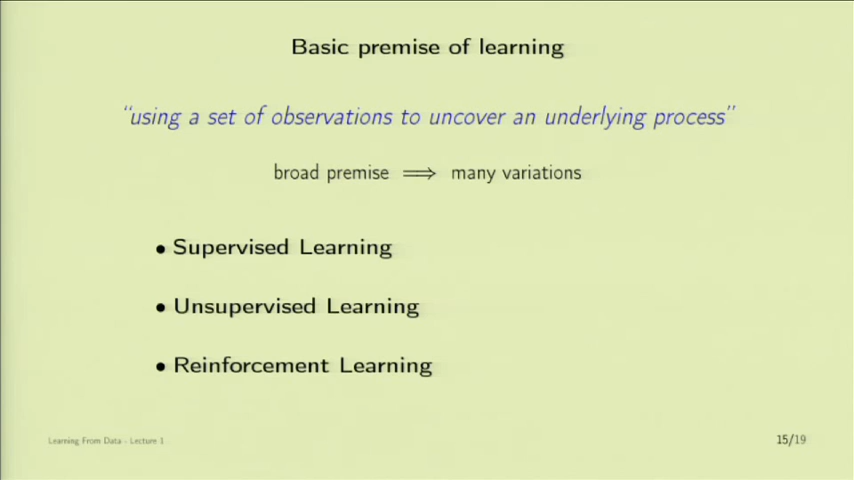 Basic premise of learning
“using a set of observations to uncover an underlying process”
broad premise ⟹ many variations
• Supervised Learning
• Unsupervised Learning
• Reinforcement Learning
Learning From Data - Lecture 1
15/19